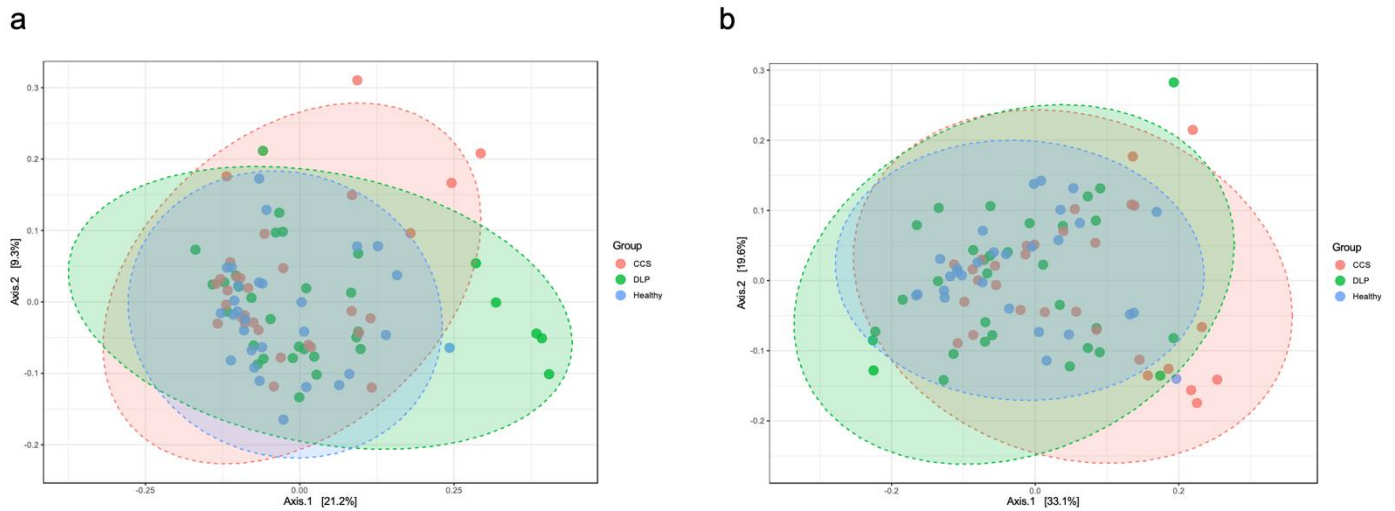 a
0.3
0.2
0.1
0.0
-0.1
-0.2
Axis.2 [9.3%]
-0.25
0.00
0.25
Axis.1 [21.2%]
Group
CCS
DLP
Healthy
b
0.3
0.2
0.1
0.0
-0.1
-0.2
Axis.2 [19.6%]
-0.2
0.0
0.2
Axis.1 [33.1%]
Group
CCS
DLP
Healthy